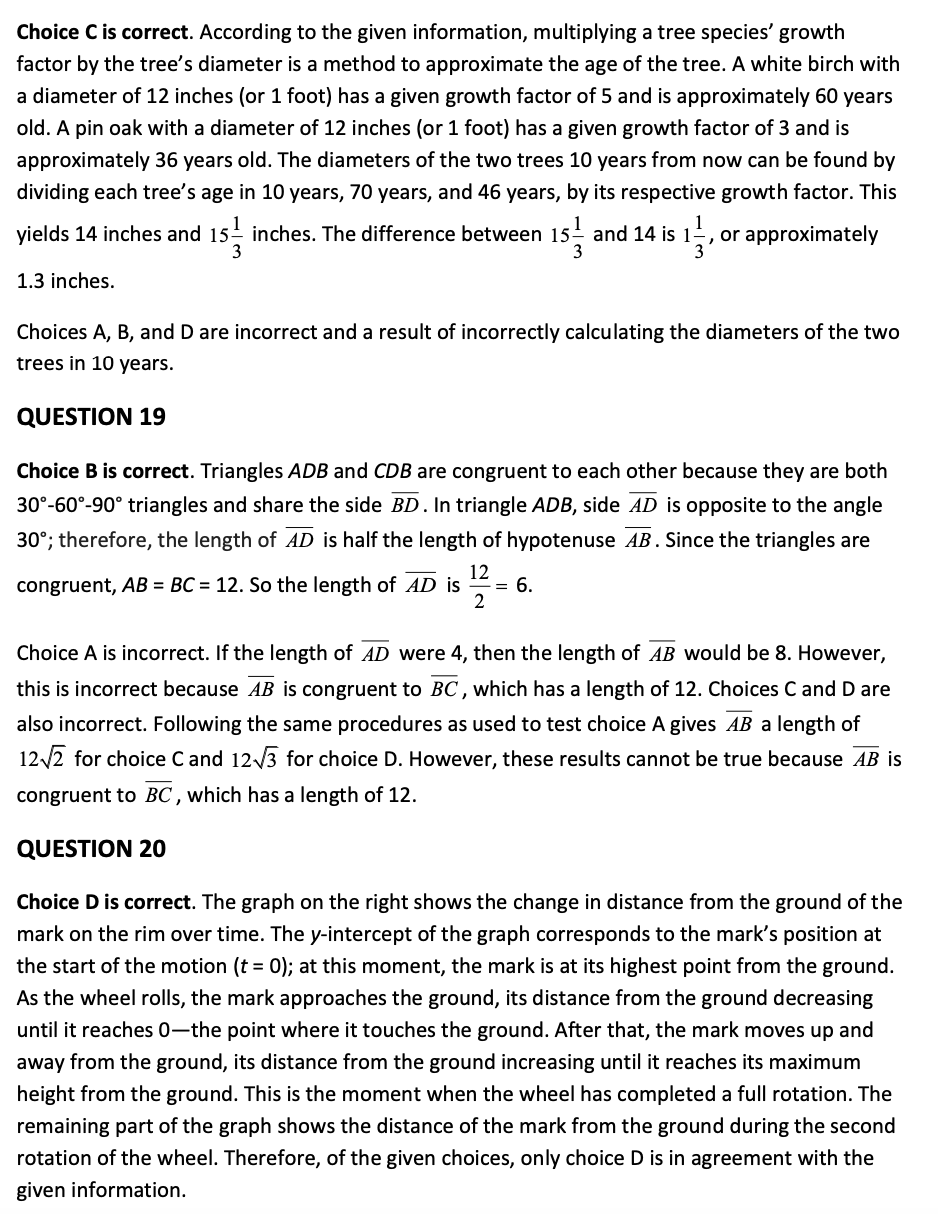 Choice C is correct. According to the given information, multiplying a tree species’ growth
factor by the tree’s diameter is a method to approximate the age of the tree. A white birch with
a diameter of 12 inches (or 1 foot) has a given growth factor of 5 and is approximately 60 years
old. A pin oak with a diameter of 12 inches (or 1 foot) has a given growth factor of 3 and is
approximately 36 years old. The diameters of the two trees 10 years from now can be found by
dividing each tree’s age in 10 years, 70 years, and 46 years, by its respective growth factor. This
yields 14 inches and 15 1/3 inches. The difference between 15 1/3 and 14 is 1 1/3, or approximately
1.3 inches.
Choices A, B, and D are incorrect and a result of incorrectly calculating the diameters of the two
trees in 10 years.
QUESTION 19
Choice B is correct. Triangles ADB and CDB are congruent to each other because they are both
30°-60°-90° triangles and share the side BD. In triangle ADB, side AD is opposite to the angle
30°; therefore, the length of AD is half the length of hypotenuse AB. Since the triangles are
congruent, AB = BC = 12. So the length of AD is 12/2 = 6.
Choice A is incorrect. If the length of AD were 4, then the length of AB would be 8. However,
this is incorrect because AB is congruent to BC, which has a length of 12. Choices C and D are
also incorrect. Following the same procedures as used to test choice A gives AB a length of
12√2 for choice C and 12√3 for choice D. However, these results cannot be true because AB is
congruent to BC, which has a length of 12.
QUESTION 20
Choice D is correct. The graph on the right shows the change in distance from the ground of the
mark on the rim over time. The y-intercept of the graph corresponds to the mark’s position at
the start of the motion (t = 0); at this moment, the mark is at its highest point from the ground.
As the wheel rolls, the mark approaches the ground, its distance from the ground decreasing
until it reaches 0—the point where it touches the ground. After that, the mark moves up and
away from the ground, its distance from the ground increasing until it reaches its maximum
height from the ground. This is the moment when the wheel has completed a full rotation. The
remaining part of the graph shows the distance of the mark from the ground during the second
rotation of the wheel. Therefore, of the given choices, only choice D is in agreement with the
given information.